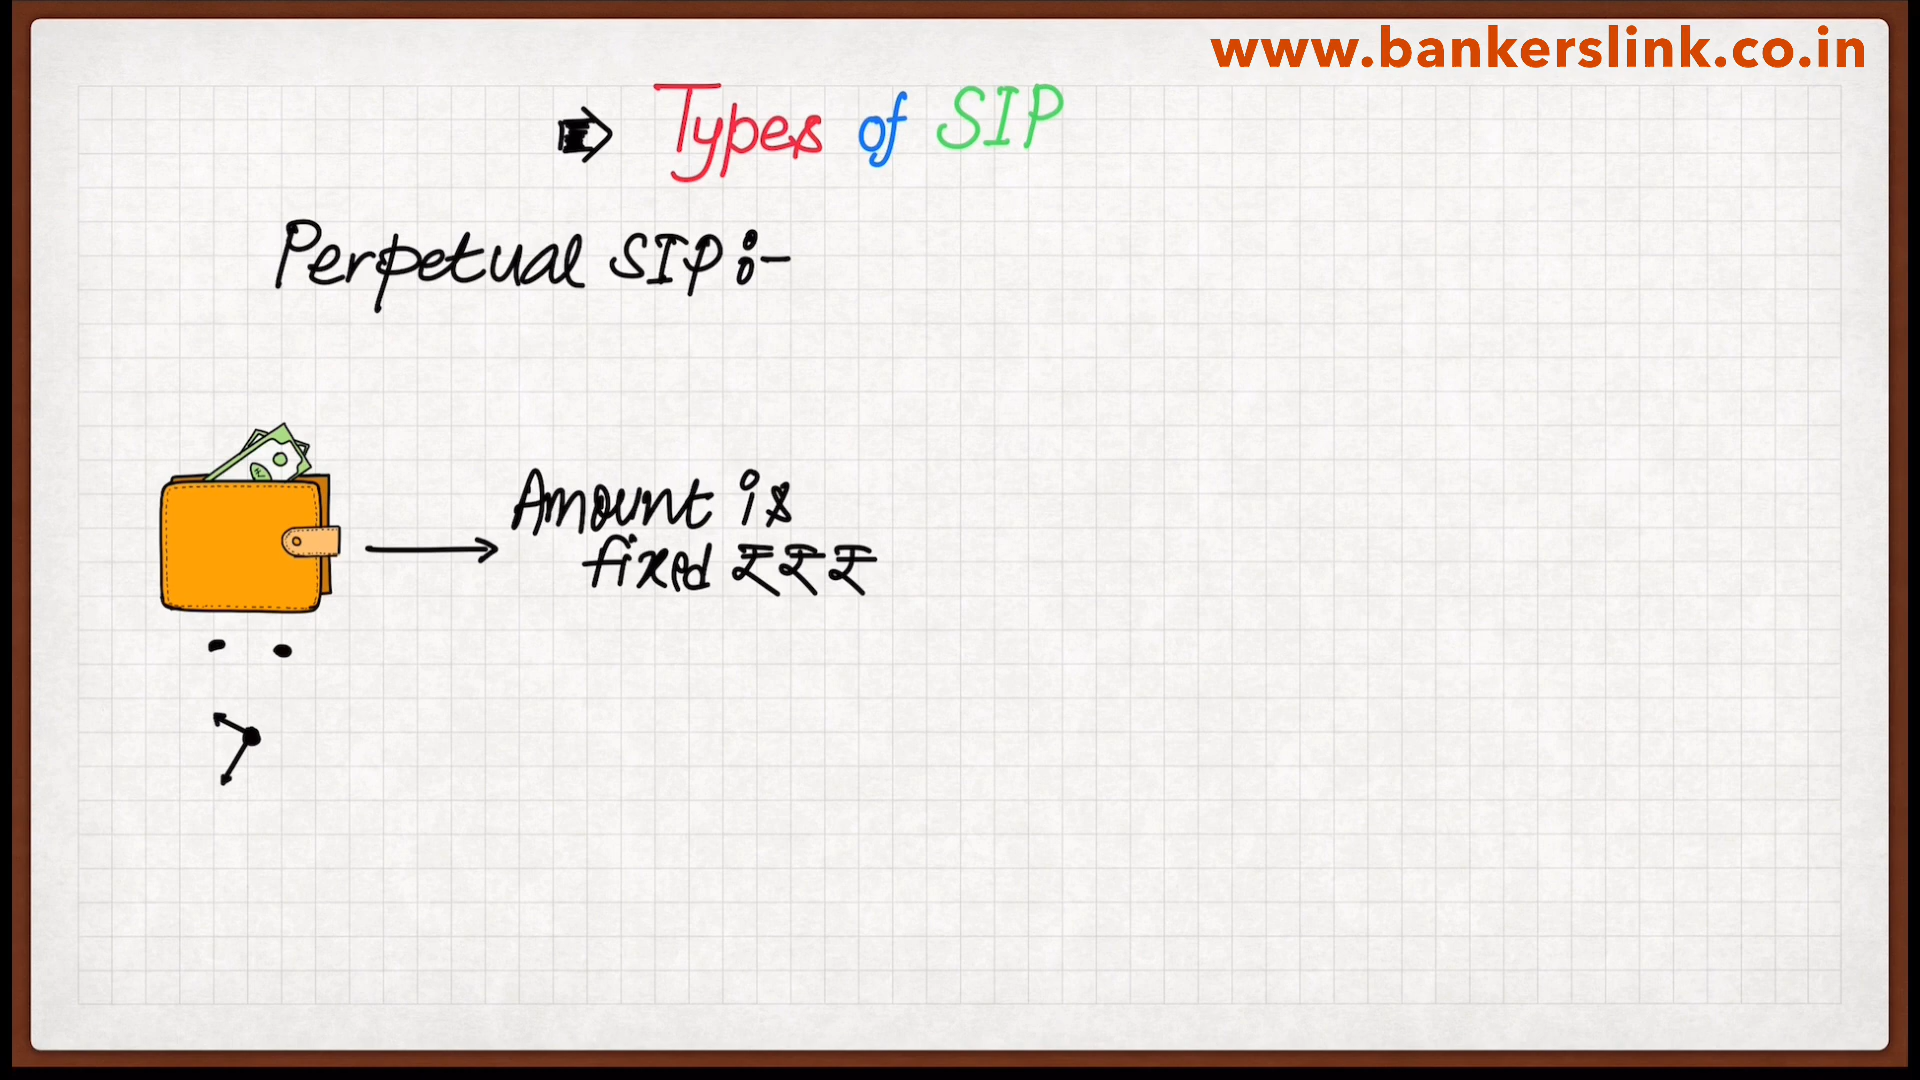 www.bankerslink.co.in
Types of SIP
Perpetual SIP :-
Amount is
fixed ₹₹₹